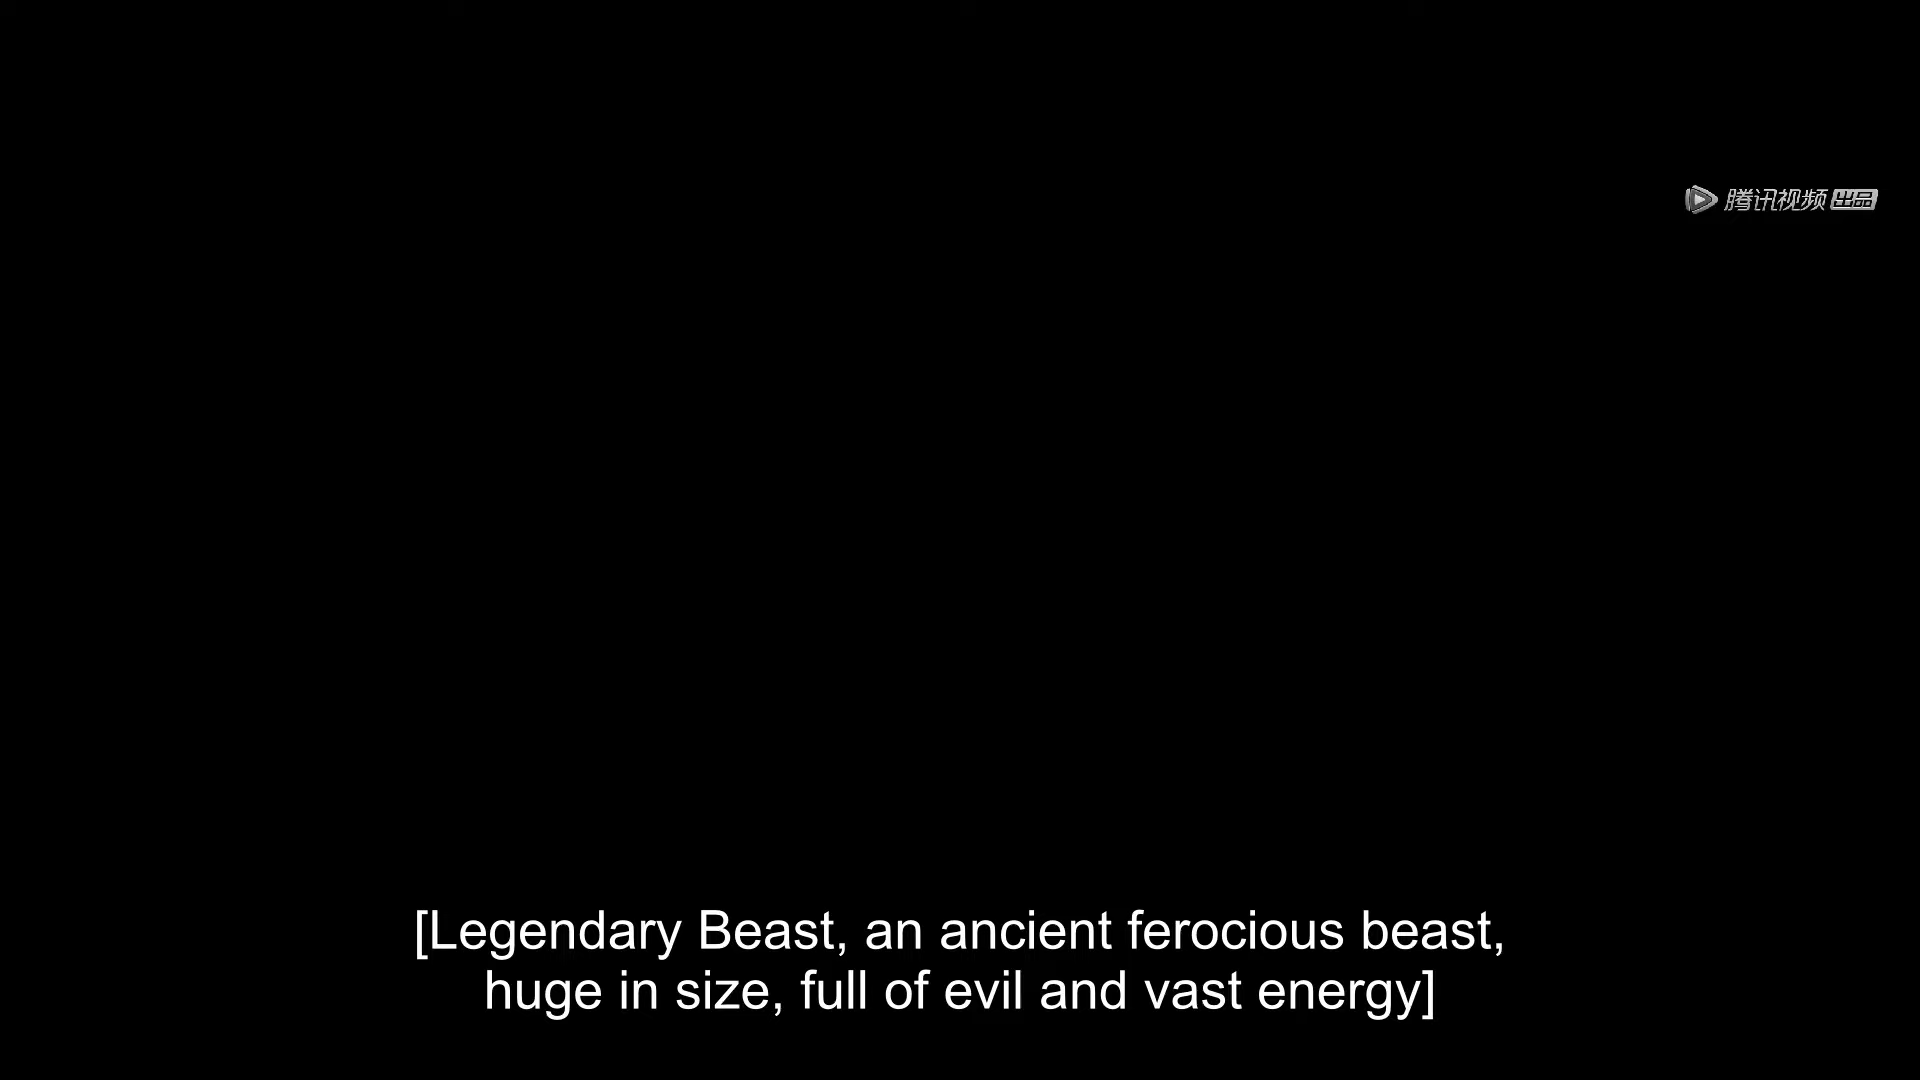 腾讯视频 出品
[Legendary Beast, an ancient ferocious beast,
huge in size, full of evil and vast energy]